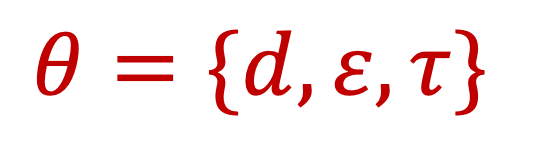 θ = {d, ε, τ}